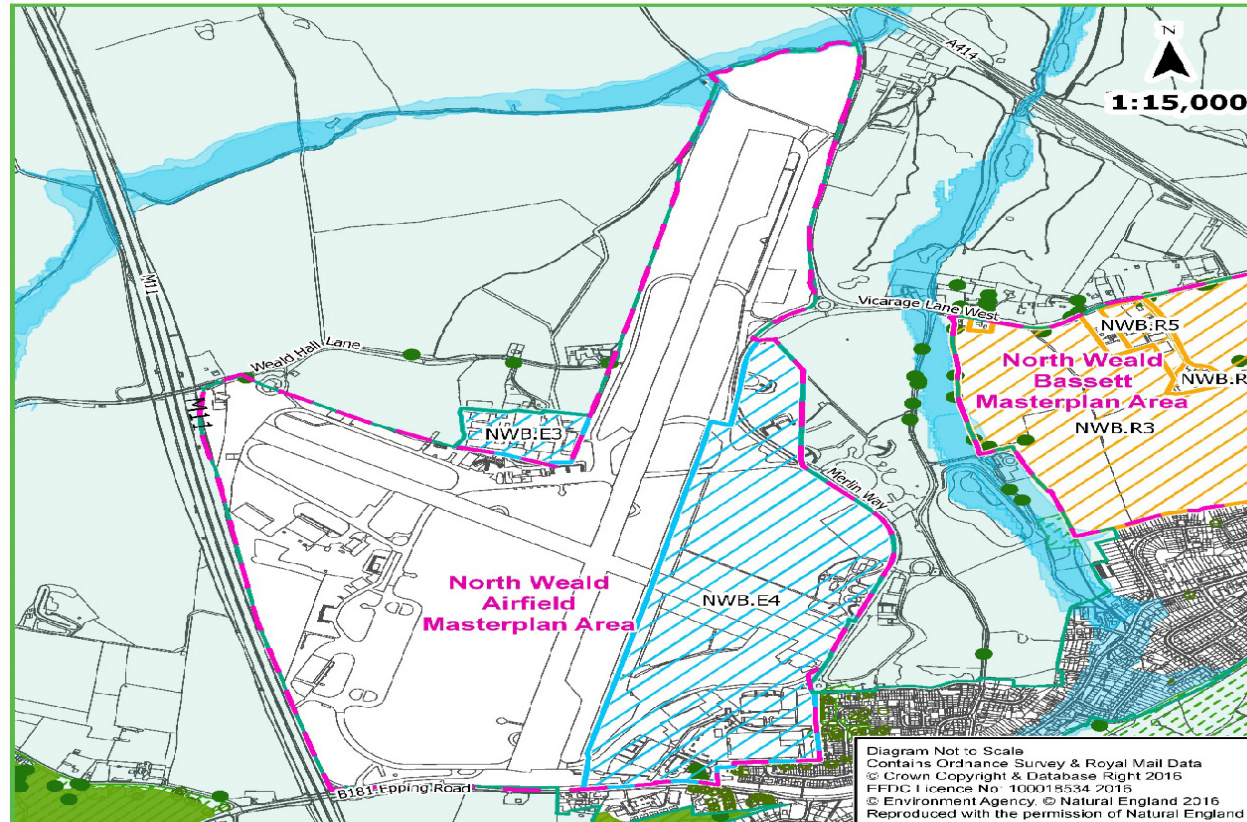 A414
N
1:15,000
M11
Vicarage Lane West
NWB.R5
Weald Hall Lane
North Weald
Bassett
Masterplan Area
NWB.R
NWB.R3
M11
NWB.E3
Merlin Way
North Weald
Airfield
Masterplan Area
NWB.E4
B181 Epping Road
Diagram Not to Scale
Contains Ordnance Survey & Royal Mail Data
© Crown Copyright & Database Right 2016
EFDC Licence No: 100018534 2016
© Environment Agency, © Natural England 2016
Reproduced with the permission of Natural England